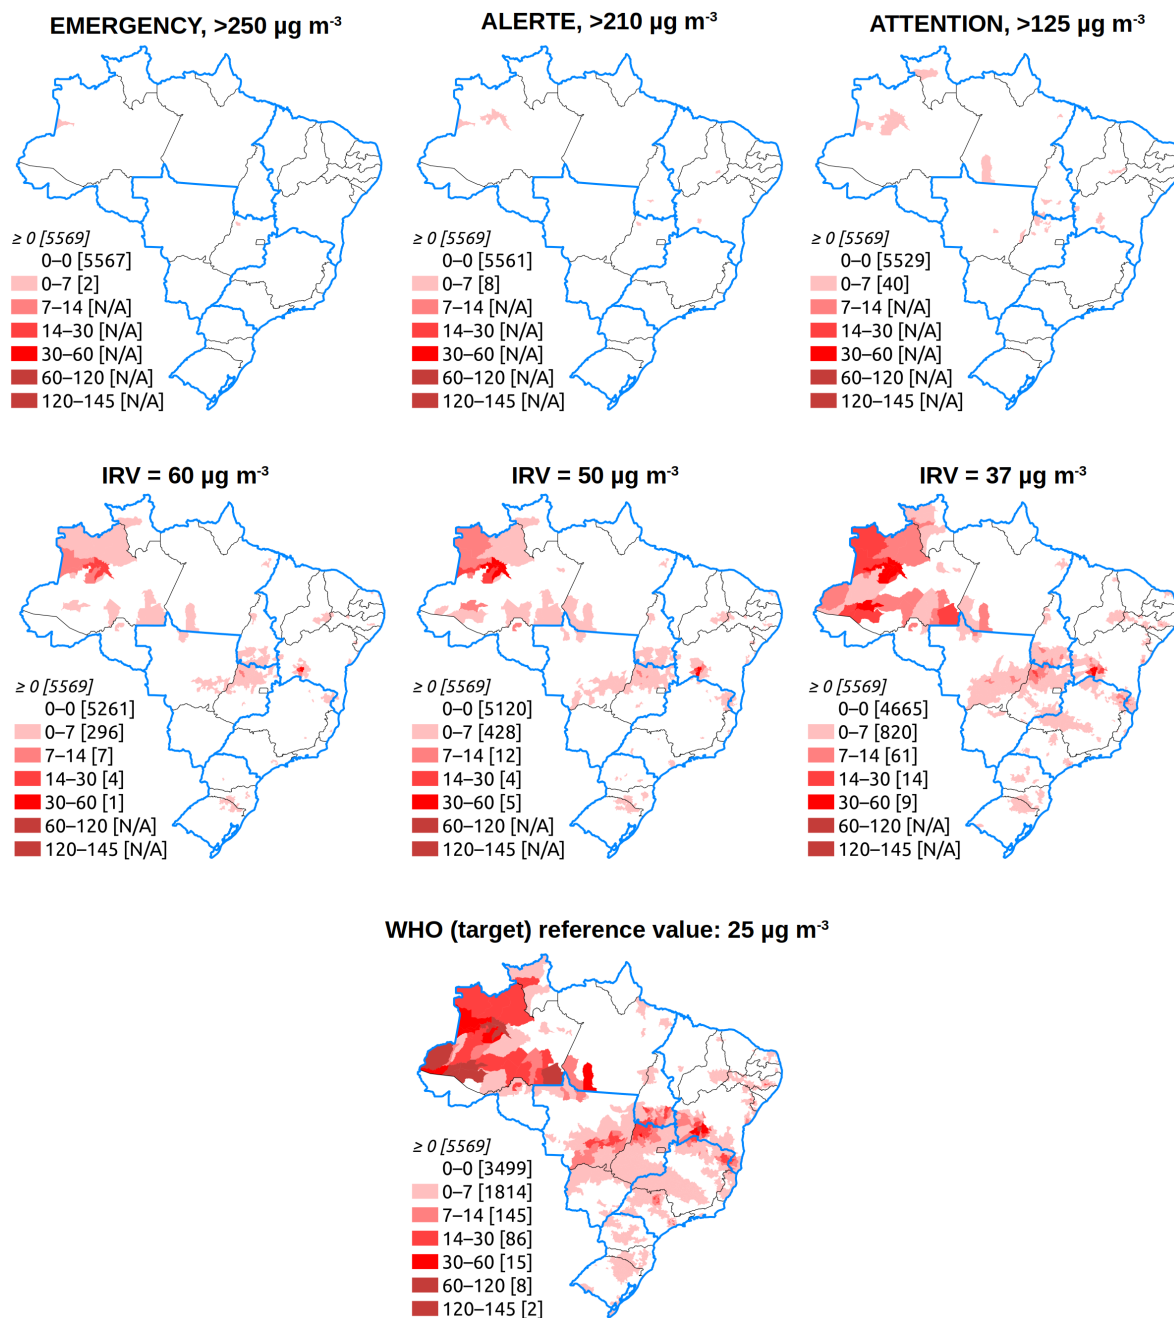 EMERGENCY, >250 µg m-3
≥ 0 [5569]
0–0 [5567]
0–7 [2]
7–14 [N/A]
14–30 [N/A]
30–60 [N/A]
60–120 [N/A]
120–145 [N/A]
ALERTE, >210 µg m-3
≥ 0 [5569]
0–0 [5561]
0–7 [8]
7–14 [N/A]
14–30 [N/A]
30–60 [N/A]
60–120 [N/A]
120–145 [N/A]
ATTENTION, >125 µg m-3
≥ 0 [5569]
0–0 [5529]
0–7 [40]
7–14 [N/A]
14–30 [N/A]
30–60 [N/A]
60–120 [N/A]
120–145 [N/A]
IRV = 60 µg m-3
≥ 0 [5569]
0–0 [5261]
0–7 [296]
7–14 [7]
14–30 [4]
30–60 [1]
60–120 [N/A]
120–145 [N/A]
IRV = 50 µg m-3
≥ 0 [5569]
0–0 [5120]
0–7 [428]
7–14 [12]
14–30 [4]
30–60 [5]
60–120 [N/A]
120–145 [N/A]
IRV = 37 µg m-3
≥ 0 [5569]
0–0 [4665]
0–7 [820]
7–14 [61]
14–30 [14]
30–60 [9]
60–120 [N/A]
120–145 [N/A]
WHO (target) reference value: 25 µg m-3
≥ 0 [5569]
0–0 [3499]
0–7 [1814]
7–14 [145]
14–30 [86]
30–60 [15]
60–120 [8]
120–145 [2]